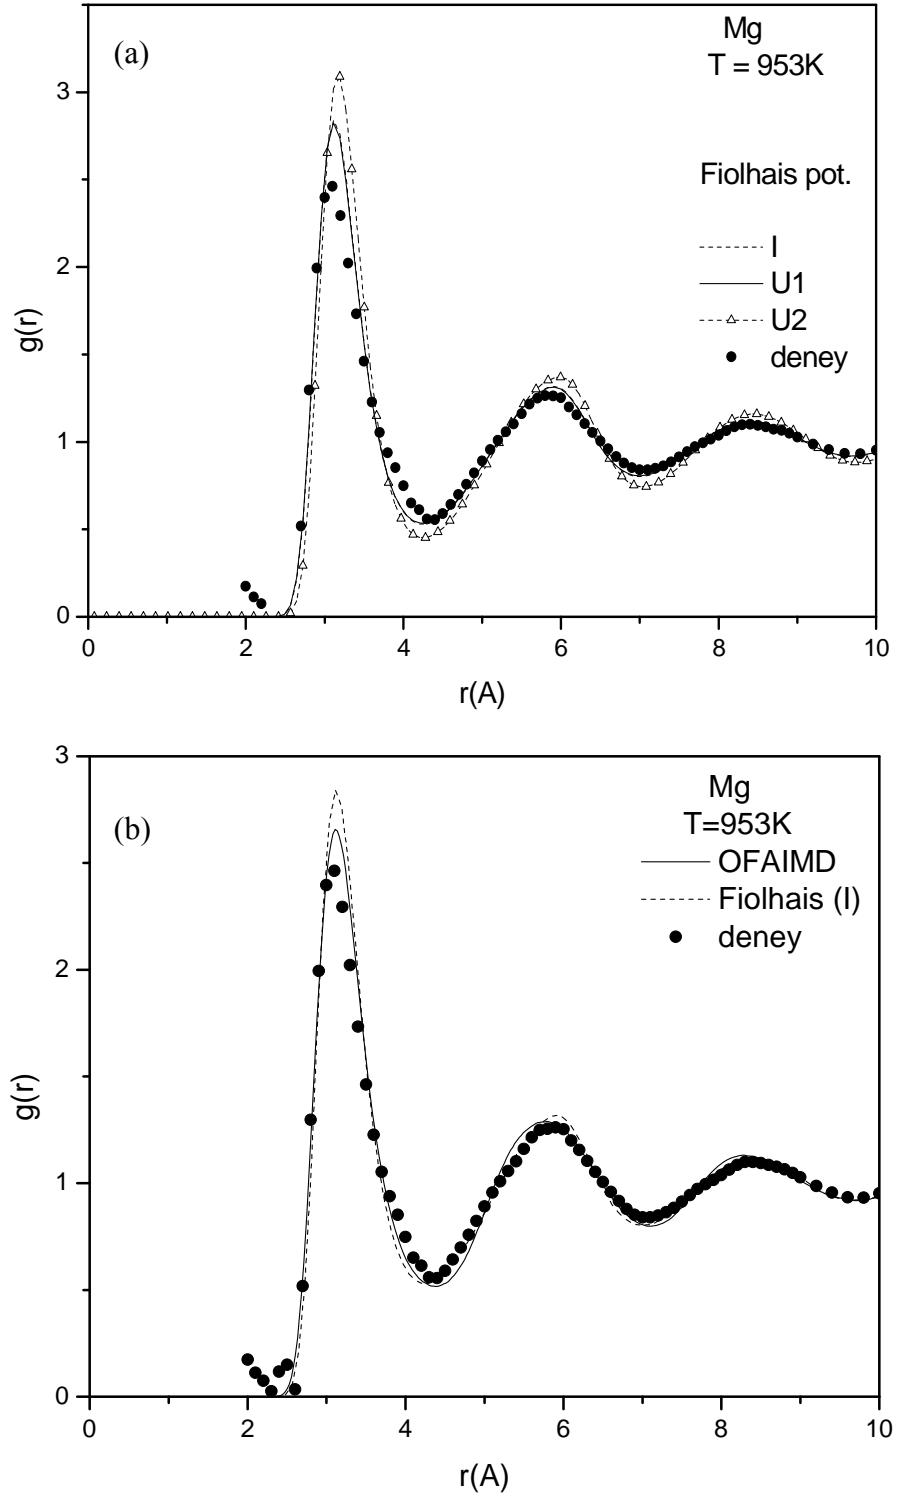 (a)
Mg
T = 953K
Fiolhais pot.
I
U1
U2
deney
g(r)
3
2
1
0
0 2 4 6 8 10
r(A)
(b)
Mg
T=953K
OFAIMD
Fiolhais (I)
deney
g(r)
3
2
1
0
0 2 4 6 8 10
r(A)